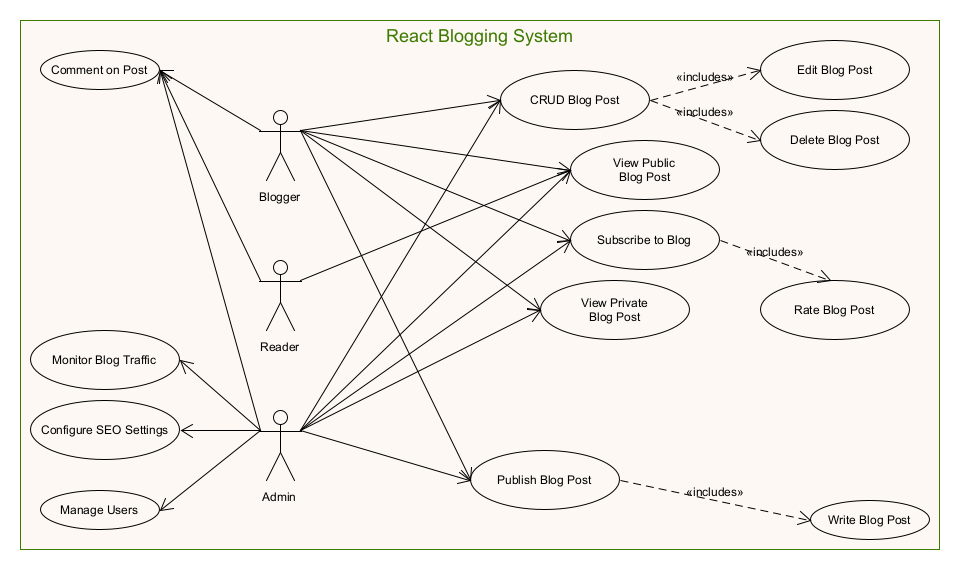 React Blogging System
Comment on Post
CRUD Blog Post
«includes»
Edit Blog Post
«includes»
Delete Blog Post
Blogger
View Public
Blog Post
Subscribe to Blog
«includes»
Reader
View Private
Blog Post
Rate Blog Post
Monitor Blog Traffic
Configure SEO Settings
Admin
Manage Users
Publish Blog Post
«includes»
Write Blog Post